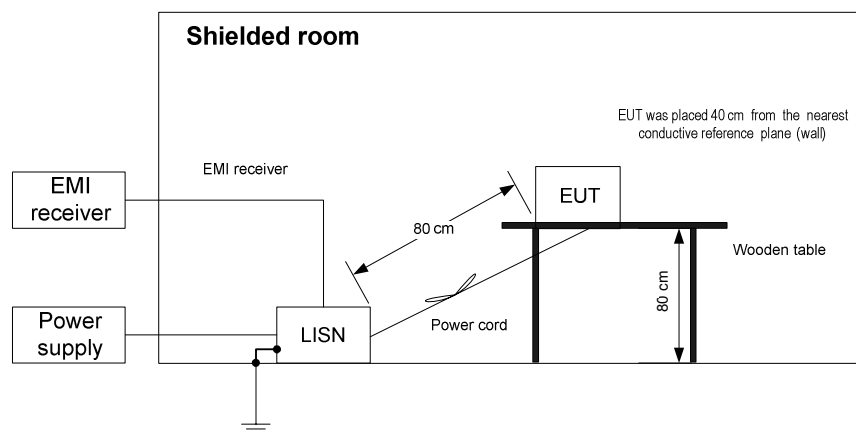 Shielded room
EUT was placed 40 cm from the nearest
conductive reference plane (wall)
EMI receiver
EMI
receiver
EUT
80 cm
Wooden table
80 cm
Power
supply
LISN
Power cord